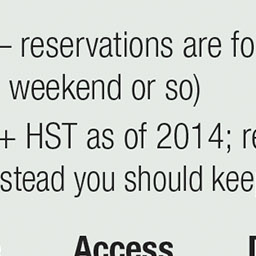 – reservations are fo
weekend or so)
+ HST as of 2014; re
stead you should kee
Access